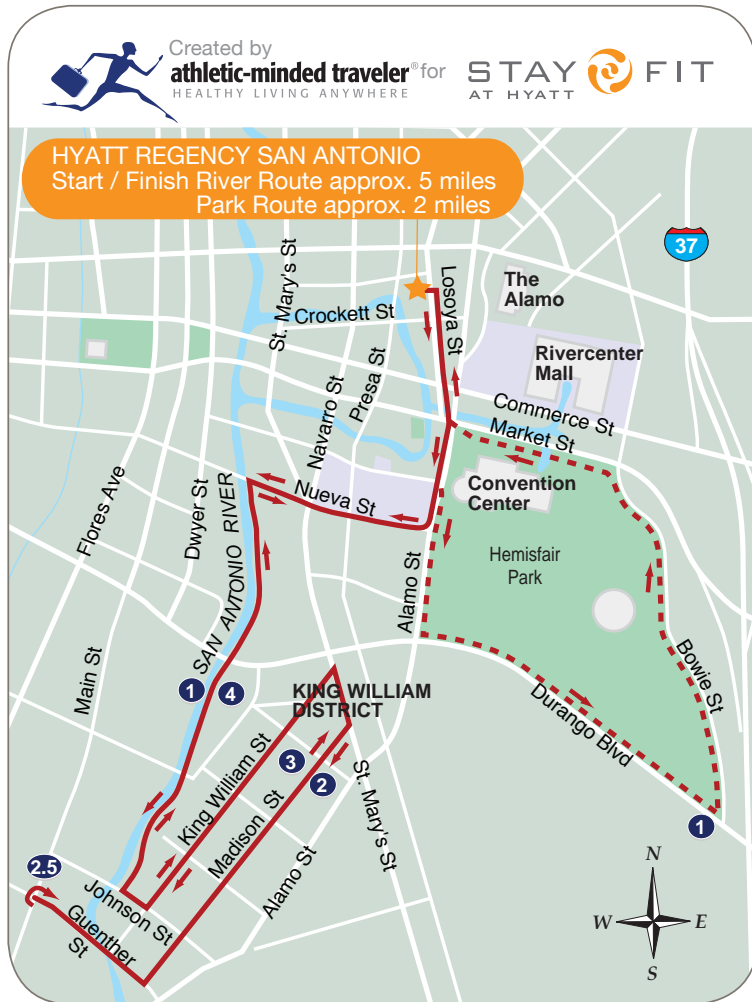 Created by
athletic-minded traveler® for
HEALTHY LIVING ANYWHERE
STAY FIT
AT HYATT
HYATT REGENCY SAN ANTONIO
Start / Finish River Route approx. 5 miles
Park Route approx. 2 miles
37
St. Mary's St
Crockett St
Losoya St
The
Alamo
Rivercenter
Mall
Presa St
Navarro St
Commerce St
Market St
Flores Ave
Dwyer St
Nueva St
Convention
Center
SAN ANTONIO RIVER
Alamo St
Hemisfair
Park
Main St
Bowie St
1
4
KING WILLIAM
DISTRICT
Durango Blvd
King William St
3
2
Madison St
St. Mary's St
1
Alamo St
2.5
Johnson St
Guenther
St
N
W
E
S